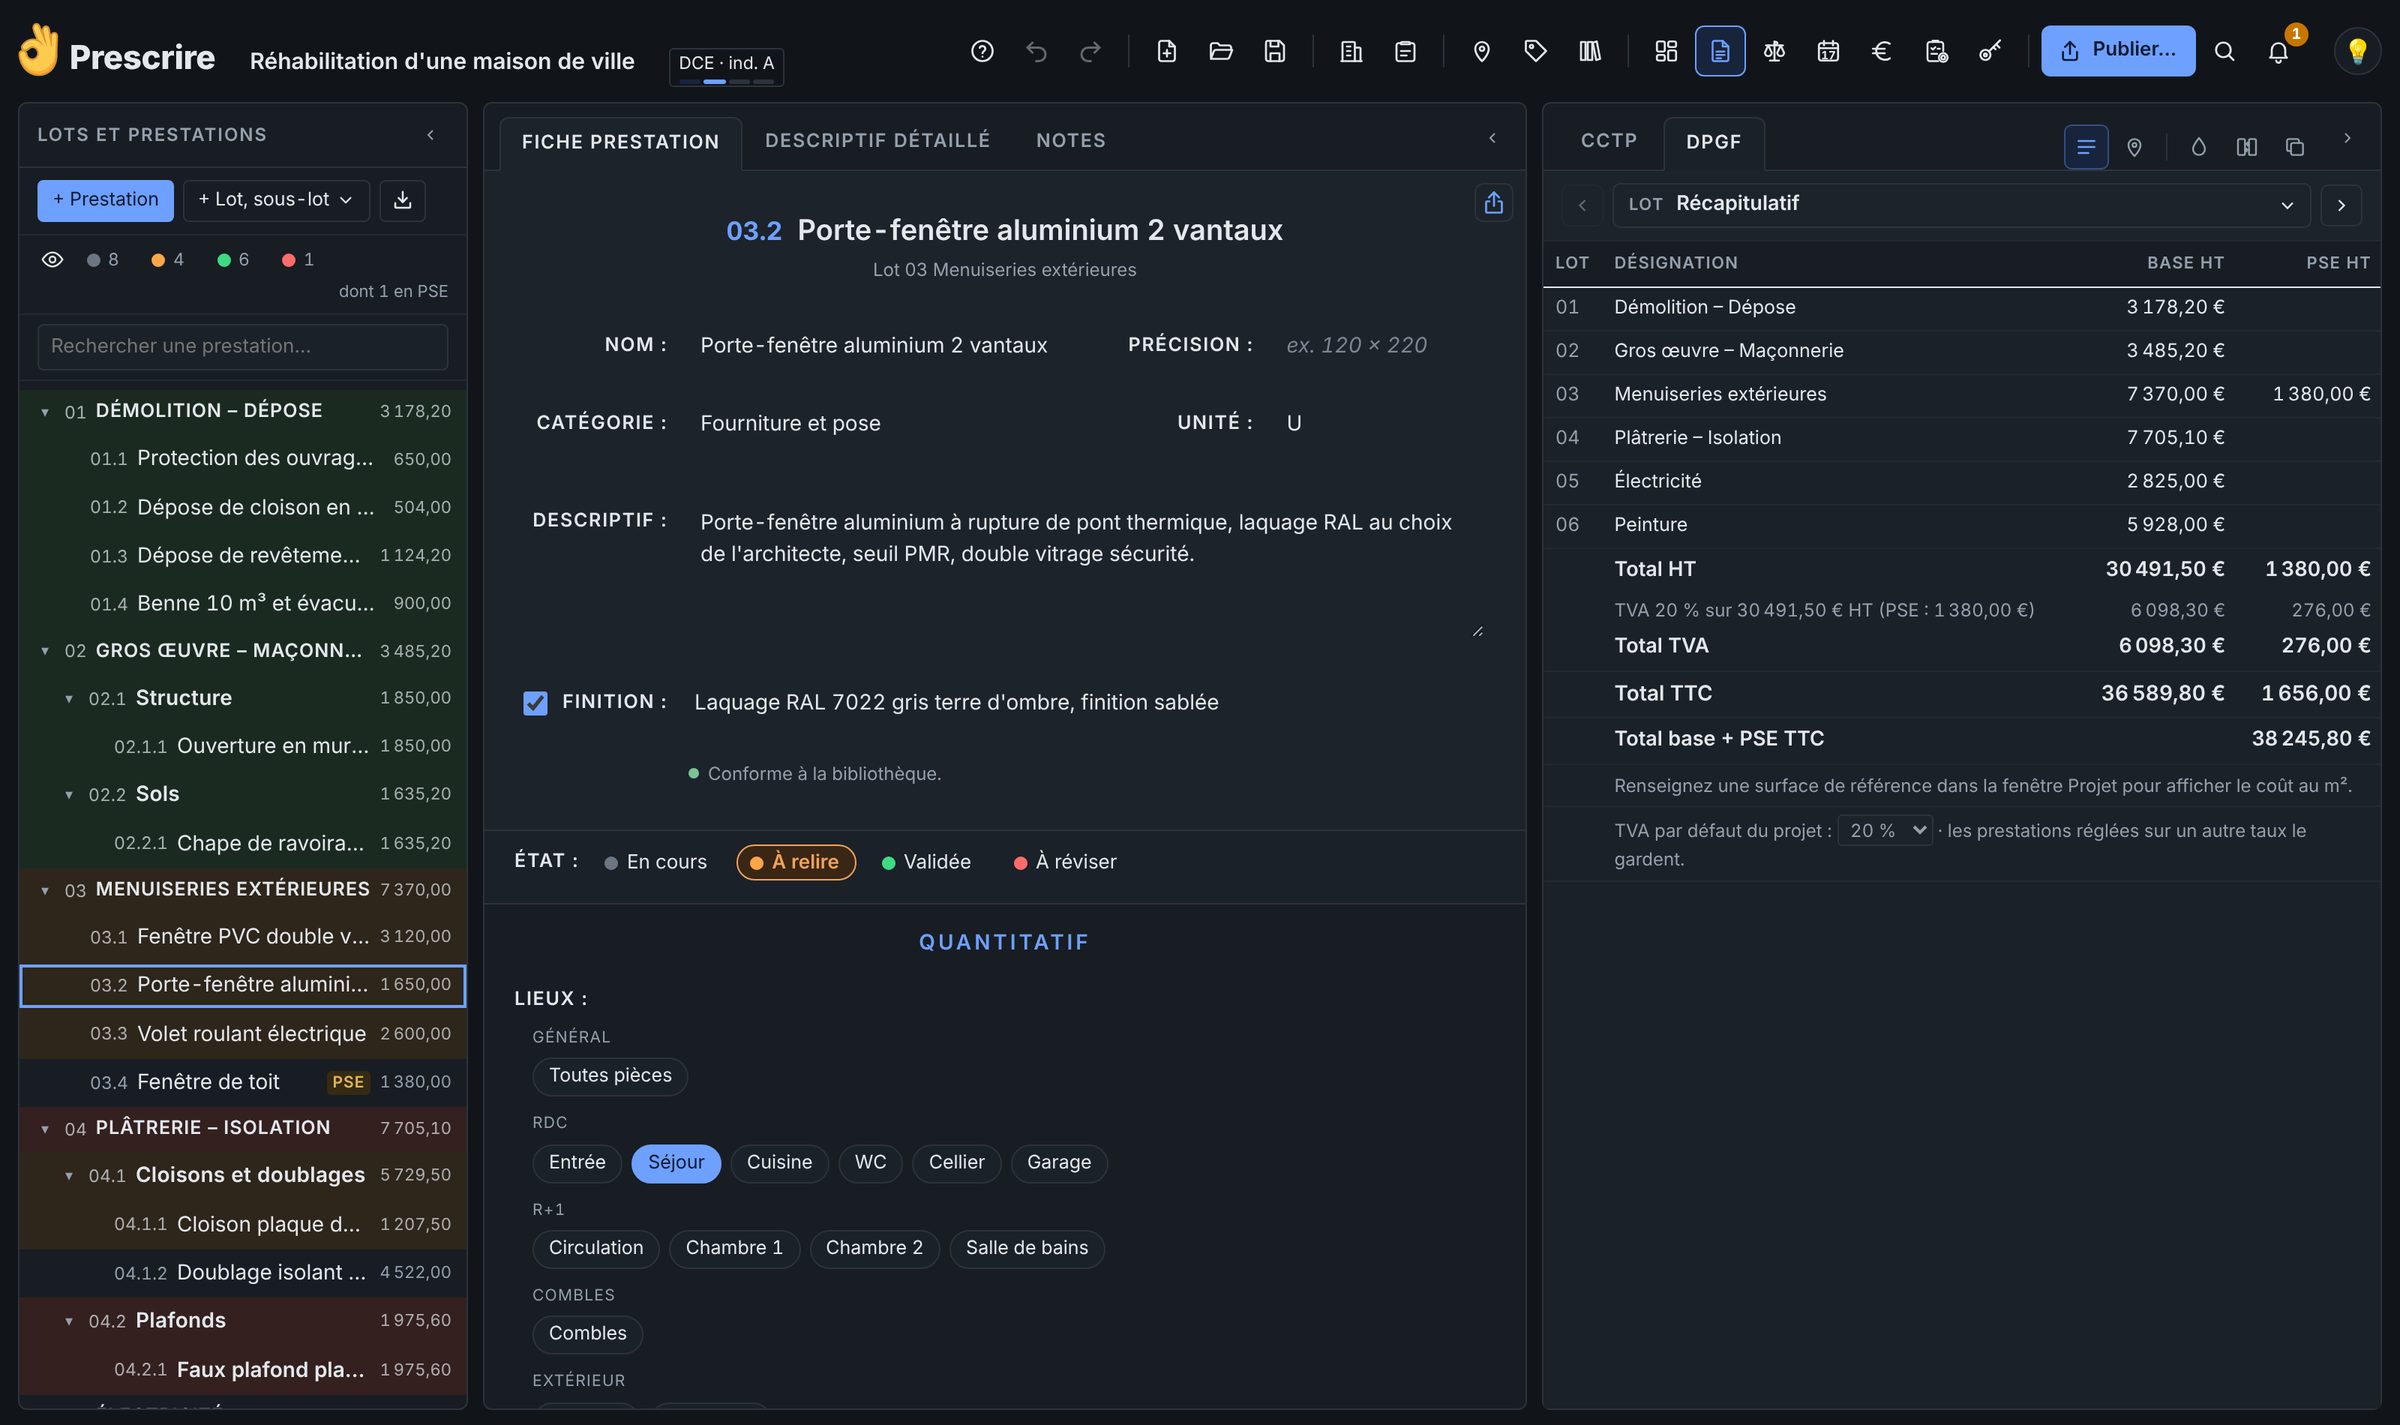 Prescrire
Réhabilitation d'une maison de ville
DCE · ind. A
17
Publier...
1
LOTS ET PRESTATIONS
+ Prestation
+ Lot, sous-lot
8
4
6
1
dont 1 en PSE
Rechercher une prestation...
01 DÉMOLITION – DÉPOSE 3 178,20
01.1 Protection des ouvrag... 650,00
01.2 Dépose de cloison en ... 504,00
01.3 Dépose de revêteme... 1 124,20
01.4 Benne 10 m³ et évacu... 900,00
02 GROS ŒUVRE – MAÇONN... 3 485,20
02.1 Structure 1 850,00
02.1.1 Ouverture en mur... 1 850,00
02.2 Sols 1 635,20
02.2.1 Chape de ravoira... 1 635,20
03 MENUISERIES EXTÉRIEURES 7 370,00
03.1 Fenêtre PVC double v... 3 120,00
03.2 Porte-fenêtre alumini... 1 650,00
03.3 Volet roulant électrique 2 600,00
03.4 Fenêtre de toit PSE 1 380,00
04 PLÂTRERIE – ISOLATION 7 705,10
04.1 Cloisons et doublages 5 729,50
04.1.1 Cloison plaque d... 1 207,50
04.1.2 Doublage isolant ... 4 522,00
04.2 Plafonds 1 975,60
04.2.1 Faux plafond pla... 1 975,60
FICHE PRESTATION
DESCRIPTIF DÉTAILLÉ
NOTES
03.2 Porte-fenêtre aluminium 2 vantaux
Lot 03 Menuiseries extérieures
NOM : Porte-fenêtre aluminium 2 vantaux
PRÉCISION : ex. 120 × 220
CATÉGORIE : Fourniture et pose
UNITÉ : U
DESCRIPTIF : Porte-fenêtre aluminium à rupture de pont thermique, laquage RAL au choix
de l'architecte, seuil PMR, double vitrage sécurité.
FINITION : Laquage RAL 7022 gris terre d'ombre, finition sablée
Conforme à la bibliothèque.
ÉTAT : En cours À relire Validée À réviser
QUANTITATIF
LIEUX :
GÉNÉRAL
Toutes pièces
RDC
Entrée Séjour Cuisine WC Cellier Garage
R+1
Circulation Chambre 1 Chambre 2 Salle de bains
COMBLES
Combles
EXTÉRIEUR
CCTP
DPGF
LOT Récapitulatif
LOT DÉSIGNATION BASE HT PSE HT
01 Démolition – Dépose 3 178,20 €
02 Gros œuvre – Maçonnerie 3 485,20 €
03 Menuiseries extérieures 7 370,00 € 1 380,00 €
04 Plâtrerie – Isolation 7 705,10 €
05 Électricité 2 825,00 €
06 Peinture 5 928,00 €
Total HT 30 491,50 € 1 380,00 €
TVA 20 % sur 30 491,50 € HT (PSE : 1 380,00 €) 6 098,30 € 276,00 €
Total TVA 6 098,30 € 276,00 €
Total TTC 36 589,80 € 1 656,00 €
Total base + PSE TTC 38 245,80 €
Renseignez une surface de référence dans la fenêtre Projet pour afficher le coût au m².
TVA par défaut du projet : 20 % · les prestations réglées sur un autre taux le
gardent.